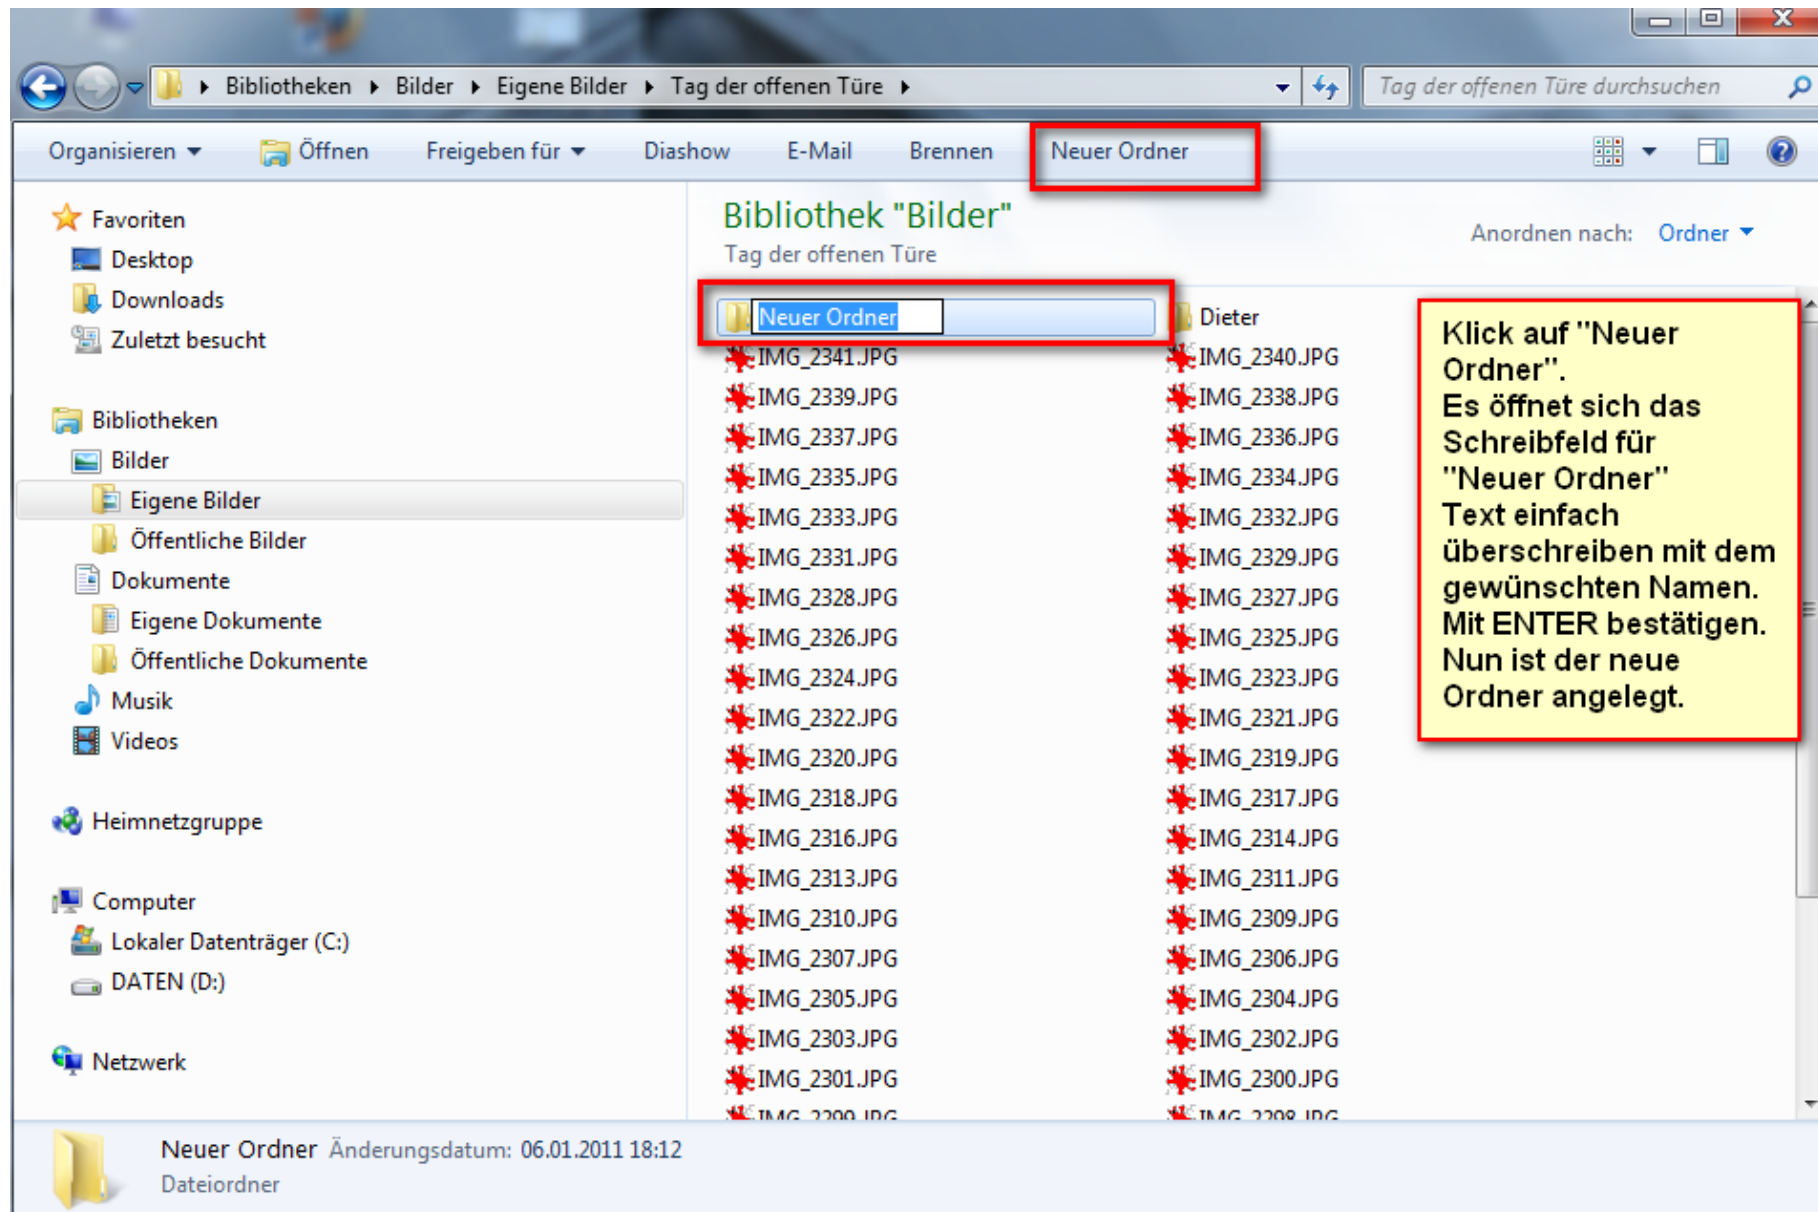 Bibliotheken Bilder Eigene Bilder Tag der offenen Türe
Tag der offenen Türe durchsuchen
Organisieren Öffnen Freigeben für Diashow E-Mail Brennen Neuer Ordner
Favoriten
Desktop
Downloads
Zuletzt besucht
Bibliotheken
Bilder
Eigene Bilder
Öffentliche Bilder
Dokumente
Eigene Dokumente
Öffentliche Dokumente
Musik
Videos
Heimnetzgruppe
Computer
Lokaler Datenträger (C:)
DATEN (D:)
Netzwerk
Bibliothek "Bilder"
Tag der offenen Türe
Anordnen nach: Ordner
Neuer Ordner Dieter
IMG_2341.JPG IMG_2340.JPG
IMG_2339.JPG IMG_2338.JPG
IMG_2337.JPG IMG_2336.JPG
IMG_2335.JPG IMG_2334.JPG
IMG_2333.JPG IMG_2332.JPG
IMG_2331.JPG IMG_2329.JPG
IMG_2328.JPG IMG_2327.JPG
IMG_2326.JPG IMG_2325.JPG
IMG_2324.JPG IMG_2323.JPG
IMG_2322.JPG IMG_2321.JPG
IMG_2320.JPG IMG_2319.JPG
IMG_2318.JPG IMG_2317.JPG
IMG_2316.JPG IMG_2314.JPG
IMG_2313.JPG IMG_2311.JPG
IMG_2310.JPG IMG_2309.JPG
IMG_2307.JPG IMG_2306.JPG
IMG_2305.JPG IMG_2304.JPG
IMG_2303.JPG IMG_2302.JPG
IMG_2301.JPG IMG_2300.JPG
IMG_2299.JPG IMG_2298.JPG
Klick auf "Neuer
Ordner".
Es öffnet sich das
Schreibfeld für
"Neuer Ordner"
Text einfach
überschreiben mit dem
gewünschten Namen.
Mit ENTER bestätigen.
Nun ist der neue
Ordner angelegt.
Neuer Ordner Änderungsdatum: 06.01.2011 18:12
Dateiordner